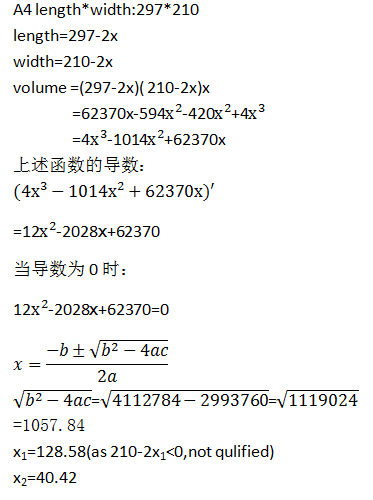 A4 length*width:297*210
length=297-2x
width=210-2x
volume =(297-2x)( 210-2x)x
=62370x-594x²-420x²+4x³
=4x³-1014x²+62370x
上述函数的导数：
(4x³ − 1014x² + 62370x)′
=12x²-2028x+62370
当导数为 0 时：
12x²-2028x+62370=0
x = (−b ± √(b² − 4ac)) / 2a
√(b² − 4ac)=√(4112784 − 2993760)=√1119024
=1057.84
x₁=128.58(as 210-2x₁<0,not qulified)
x₂=40.42